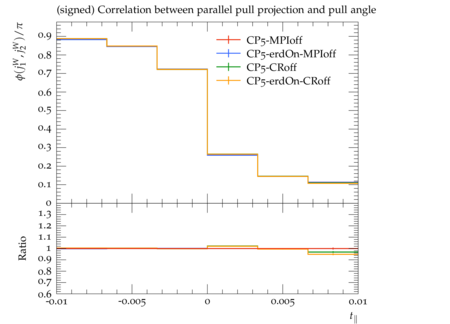 (signed) Correlation between parallel pull projection and pull angle
ϕ(j₁ᵂ, j₂ᵂ)/π
0.9
0.8
0.7
0.6
0.5
0.4
0.3
0.2
0.1
0
CP5-MPIoff
CP5-erdOn-MPIoff
CP5-CRoff
CP5-erdOn-CRoff
Ratio
1.3
1.2
1.1
1
0.9
0.8
0.7
0.6
-0.01
-0.005
0
0.005
0.01
t∥